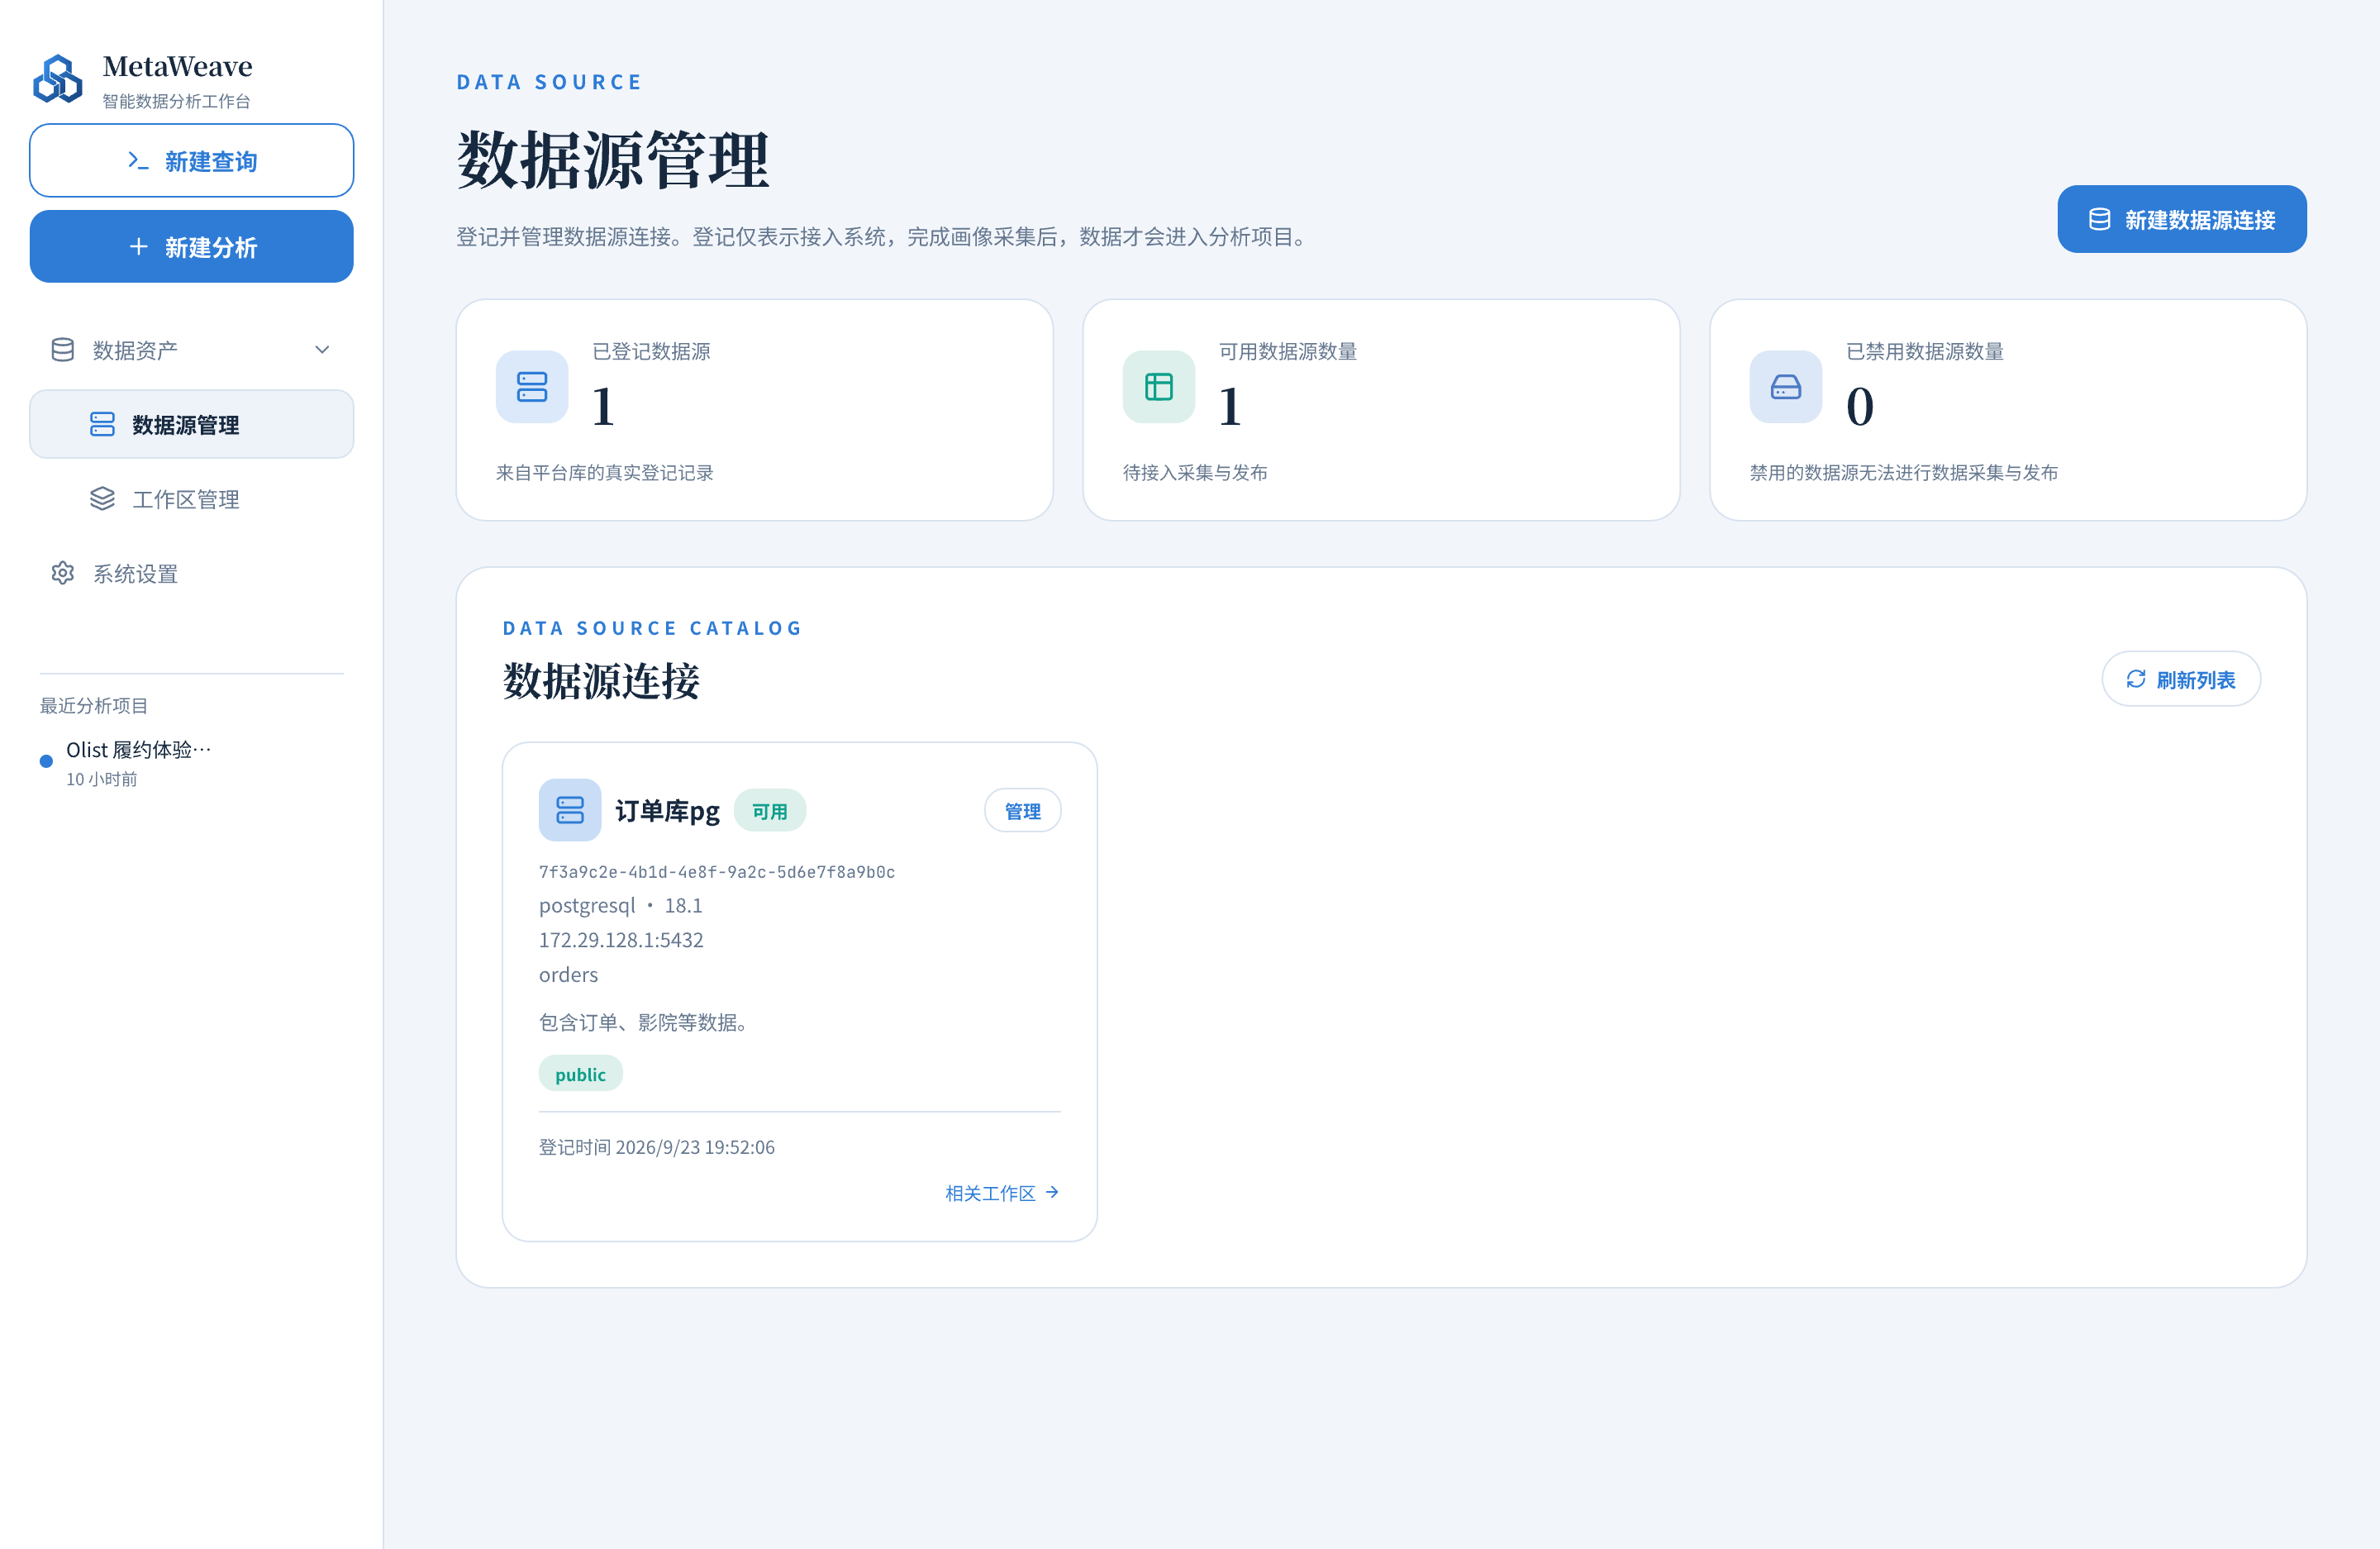 MetaWeave
智能数据分析工作台
新建查询
新建分析
数据资产
数据源管理
工作区管理
系统设置
最近分析项目
Olist 履约体验…
10 小时前
DATA SOURCE
数据源管理
登记并管理数据源连接。登记仅表示接入系统，完成画像采集后，数据才会进入分析项目。
新建数据源连接
已登记数据源
1
来自平台库的真实登记记录
可用数据源数量
1
待接入采集与发布
已禁用数据源数量
0
禁用的数据源无法进行数据采集与发布
DATA SOURCE CATALOG
数据源连接
刷新列表
订单库pg
可用
管理
7f3a9c2e-4b1d-4e8f-9a2c-5d6e7f8a9b0c
postgresql · 18.1
172.29.128.1:5432
orders
包含订单、影院等数据。
public
登记时间 2026/9/23 19:52:06
相关工作区 →